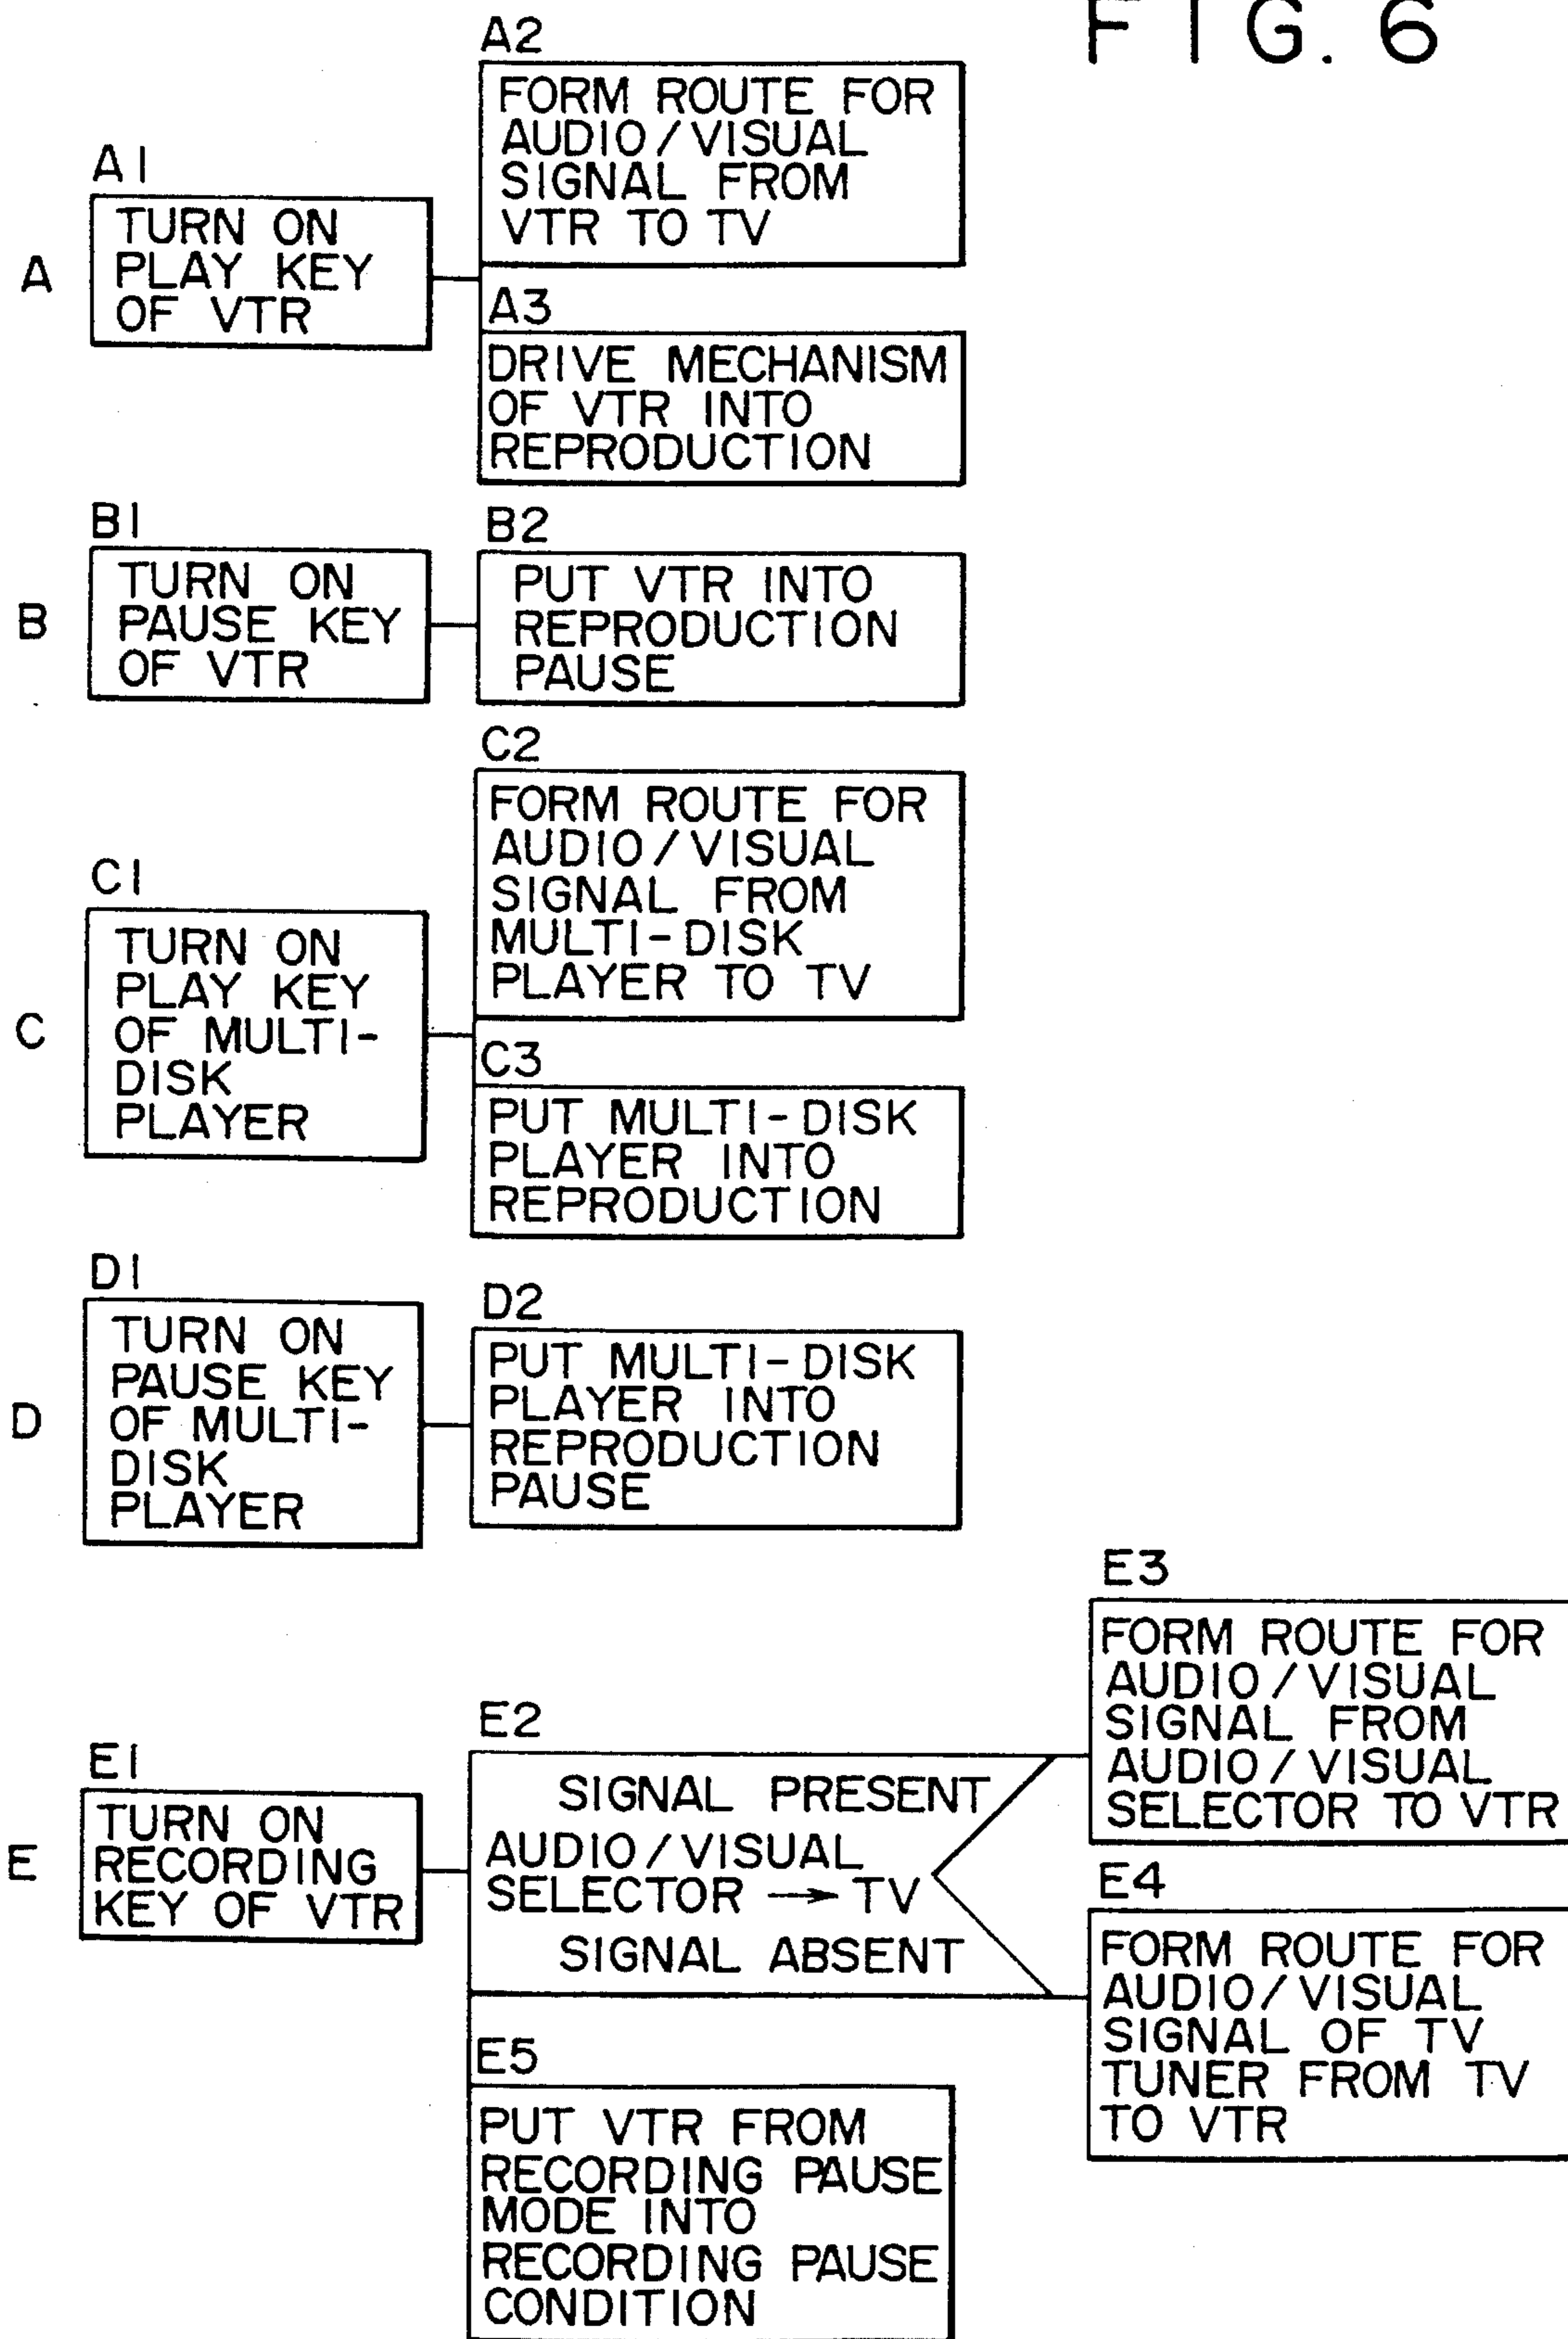 FIG. 6
A2
FORM ROUTE FOR
AUDIO/VISUAL
SIGNAL FROM
VTR TO TV
A1
TURN ON
PLAY KEY
OF VTR
A
A3
DRIVE MECHANISM
OF VTR INTO
REPRODUCTION
B1
TURN ON
PAUSE KEY
OF VTR
B
B2
PUT VTR INTO
REPRODUCTION
PAUSE
C2
FORM ROUTE FOR
AUDIO/VISUAL
SIGNAL FROM
MULTI-DISK
PLAYER TO TV
C1
TURN ON
PLAY KEY
OF MULTI-
DISK
PLAYER
C
C3
PUT MULTI-DISK
PLAYER INTO
REPRODUCTION
D1
TURN ON
PAUSE KEY
OF MULTI-
DISK
PLAYER
D
D2
PUT MULTI-DISK
PLAYER INTO
REPRODUCTION
PAUSE
E3
FORM ROUTE FOR
AUDIO/VISUAL
SIGNAL FROM
AUDIO/VISUAL
SELECTOR TO VTR
E2
SIGNAL PRESENT
AUDIO/VISUAL
SELECTOR → TV
SIGNAL ABSENT
E1
TURN ON
RECORDING
KEY OF VTR
E
E4
FORM ROUTE FOR
AUDIO/VISUAL
SIGNAL OF TV
TUNER FROM TV
TO VTR
E5
PUT VTR FROM
RECORDING PAUSE
MODE INTO
RECORDING PAUSE
CONDITION